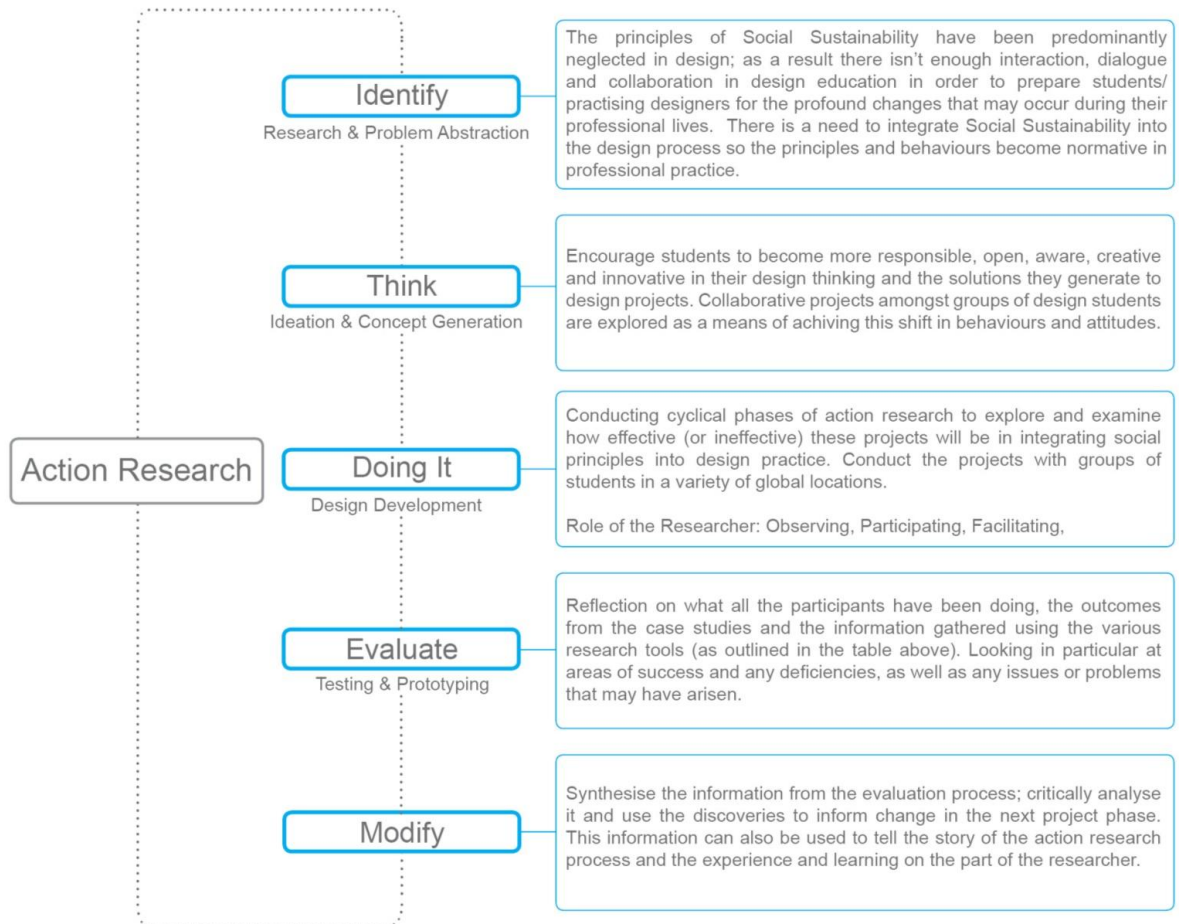 Identify
Research & Problem Abstraction
The principles of Social Sustainability have been predominantly
neglected in design; as a result there isn’t enough interaction, dialogue
and collaboration in design education in order to prepare students/
practising designers for the profound changes that may occur during their
professional lives. There is a need to integrate Social Sustainability into
the design process so the principles and behaviours become normative in
professional practice.
Think
Ideation & Concept Generation
Encourage students to become more responsible, open, aware, creative
and innovative in their design thinking and the solutions they generate to
design projects. Collaborative projects amongst groups of design students
are explored as a means of achiving this shift in behaviours and attitudes.
Action Research
Doing It
Design Development
Conducting cyclical phases of action research to explore and examine
how effective (or ineffective) these projects will be in integrating social
principles into design practice. Conduct the projects with groups of
students in a variety of global locations.
Role of the Researcher: Observing, Participating, Facilitating,
Evaluate
Testing & Prototyping
Reflection on what all the participants have been doing, the outcomes
from the case studies and the information gathered using the various
research tools (as outlined in the table above). Looking in particular at
areas of success and any deficiencies, as well as any issues or problems
that may have arisen.
Modify
Synthesise the information from the evaluation process; critically analyse
it and use the discoveries to inform change in the next project phase.
This information can also be used to tell the story of the action research
process and the experience and learning on the part of the researcher.